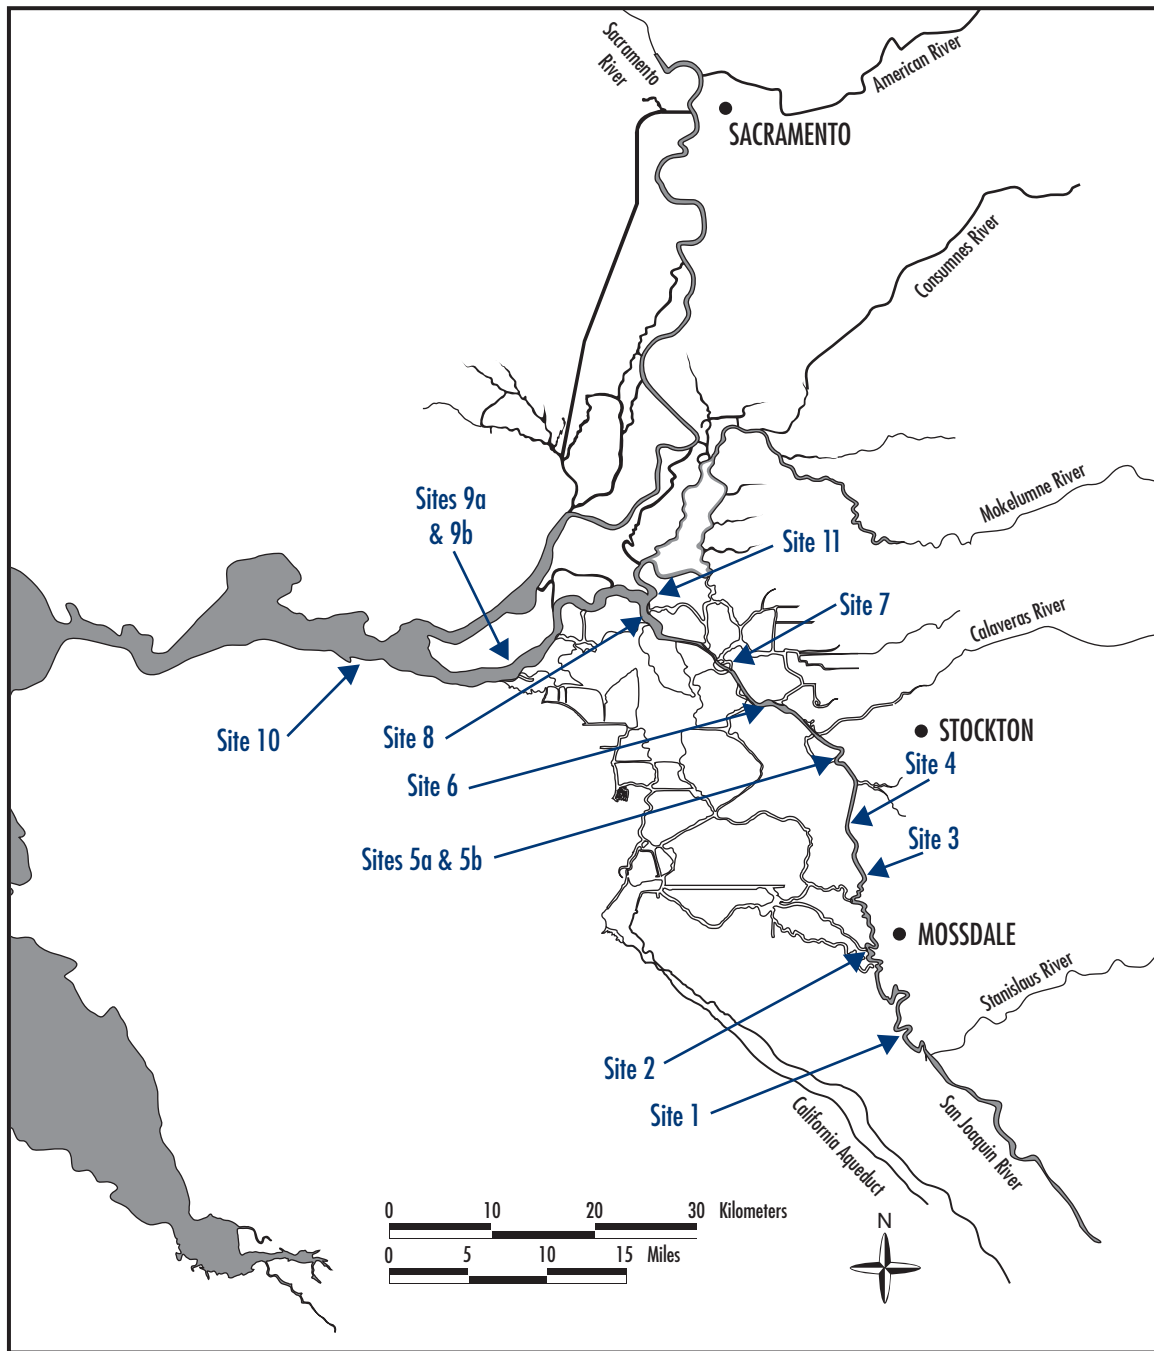 Sacramento
River
American River
SACRAMENTO
Consumnes River
Mokelumne River
Sites 9a
& 9b
Site 11
Site 7
Calaveras River
Site 10
Site 8
STOCKTON
Site 6
Site 4
Sites 5a & 5b
Site 3
MOSSDALE
Stanislaus River
Site 2
Site 1
San Joaquin River
California Aqueduct
0 10 20 30 Kilometers
0 5 10 15 Miles
N